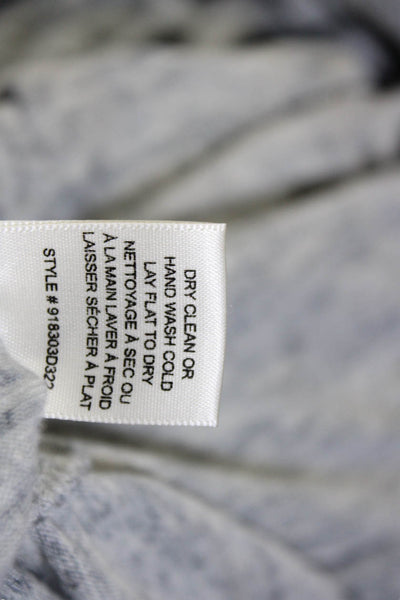 DRY CLEAN OR
HAND WASH COLD
LAY FLAT TO DRY
NETTOYAGE À SEC OU
À LA MAIN LAVER À FROID
LAISSER SÉCHER À PLAT
STYLE # 918303D322